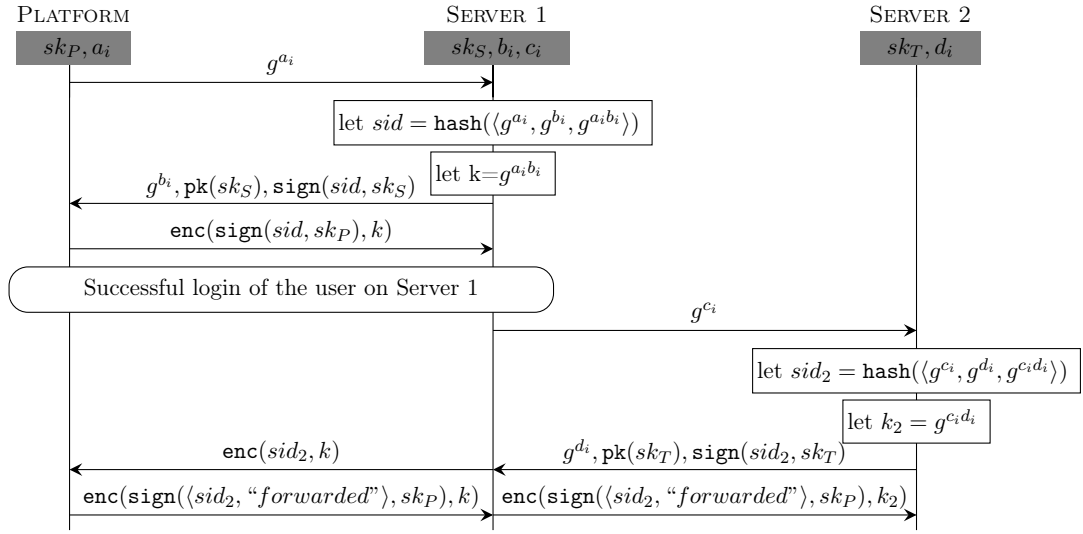 PLATFORM SERVER 1 SERVER 2
sk_P, a_i sk_S, b_i, c_i sk_T, d_i
g^{a_i}
let sid = hash(⟨g^{a_i}, g^{b_i}, g^{a_i b_i}⟩)
let k=g^{a_i b_i}
g^{b_i}, pk(sk_S), sign(sid, sk_S)
enc(sign(sid, sk_P), k)
Successful login of the user on Server 1
g^{c_i}
let sid_2 = hash(⟨g^{c_i}, g^{d_i}, g^{c_i d_i}⟩)
let k_2 = g^{c_i d_i}
enc(sid_2, k) g^{d_i}, pk(sk_T), sign(sid_2, sk_T)
enc(sign(⟨sid_2, “forwarded”⟩, sk_P), k) enc(sign(⟨sid_2, “forwarded”⟩, sk_P), k_2)